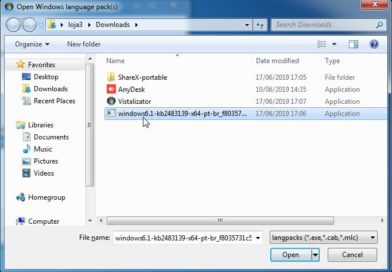 Open Windows language pack(s)
loja3 ▸ Downloads ▸
Search Downloads
Organize
New folder
Favorites
Desktop
Downloads
Recent Places
Libraries
Documents
Music
Pictures
Videos
Homegroup
Computer
Name
Date modified
Type
ShareX-portable
17/06/2019 17:05
File folder
AnyDesk
10/06/2019 14:35
Application
Vistalizator
17/06/2019 17:07
Application
windows6.1-kb2483139-x64-pt-br_f80357...
17/06/2019 17:06
Application
File name:
windows6.1-kb2483139-x64-pt-br_f8035731c5
langpacks (*.exe,*.cab,*.mlc)
Open
Cancel